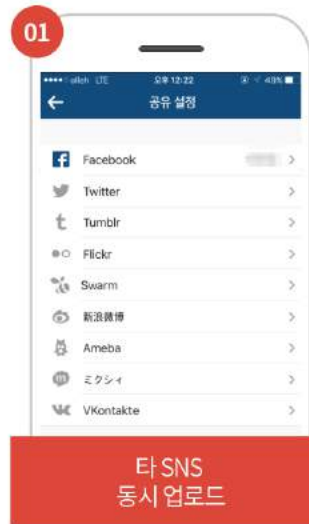 01
olleh LTE 오후 12:22 49%
공유 설정
Facebook
Twitter
Tumblr
Flickr
Swarm
新浪微博
Ameba
ミクシィ
VKontakte
타 SNS
동시 업로드